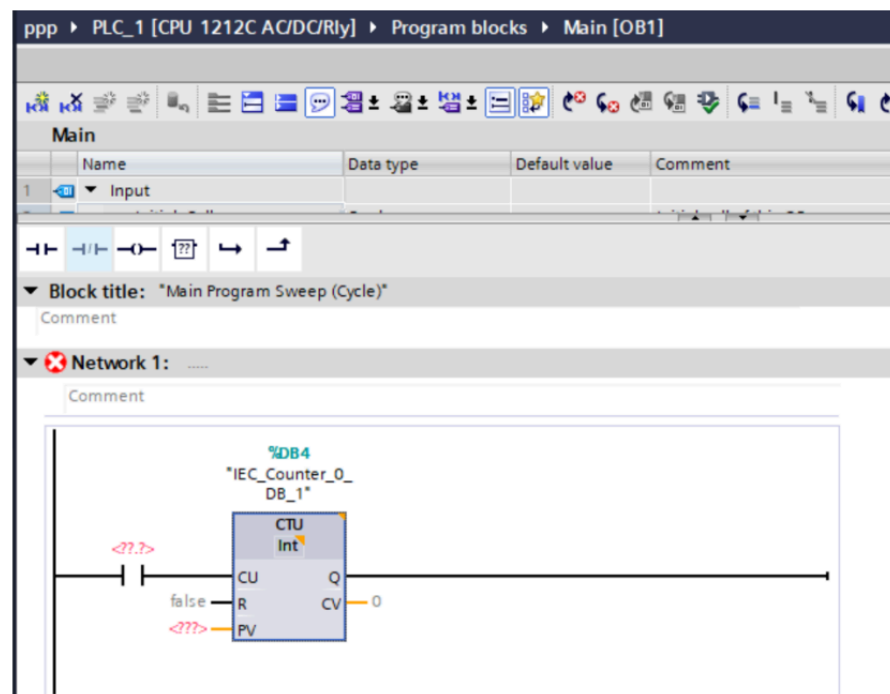 ppp ▸ PLC_1 [CPU 1212C AC/DC/Rly] ▸ Program blocks ▸ Main [OB1]
Main
Name Data type Default value Comment
1 Input
??
Block title: "Main Program Sweep (Cycle)"
Comment
Network 1: .....
Comment
%DB4
"IEC_Counter_0_
DB_1"
CTU
<??.?> Int
CU Q
false R CV 0
<???> PV